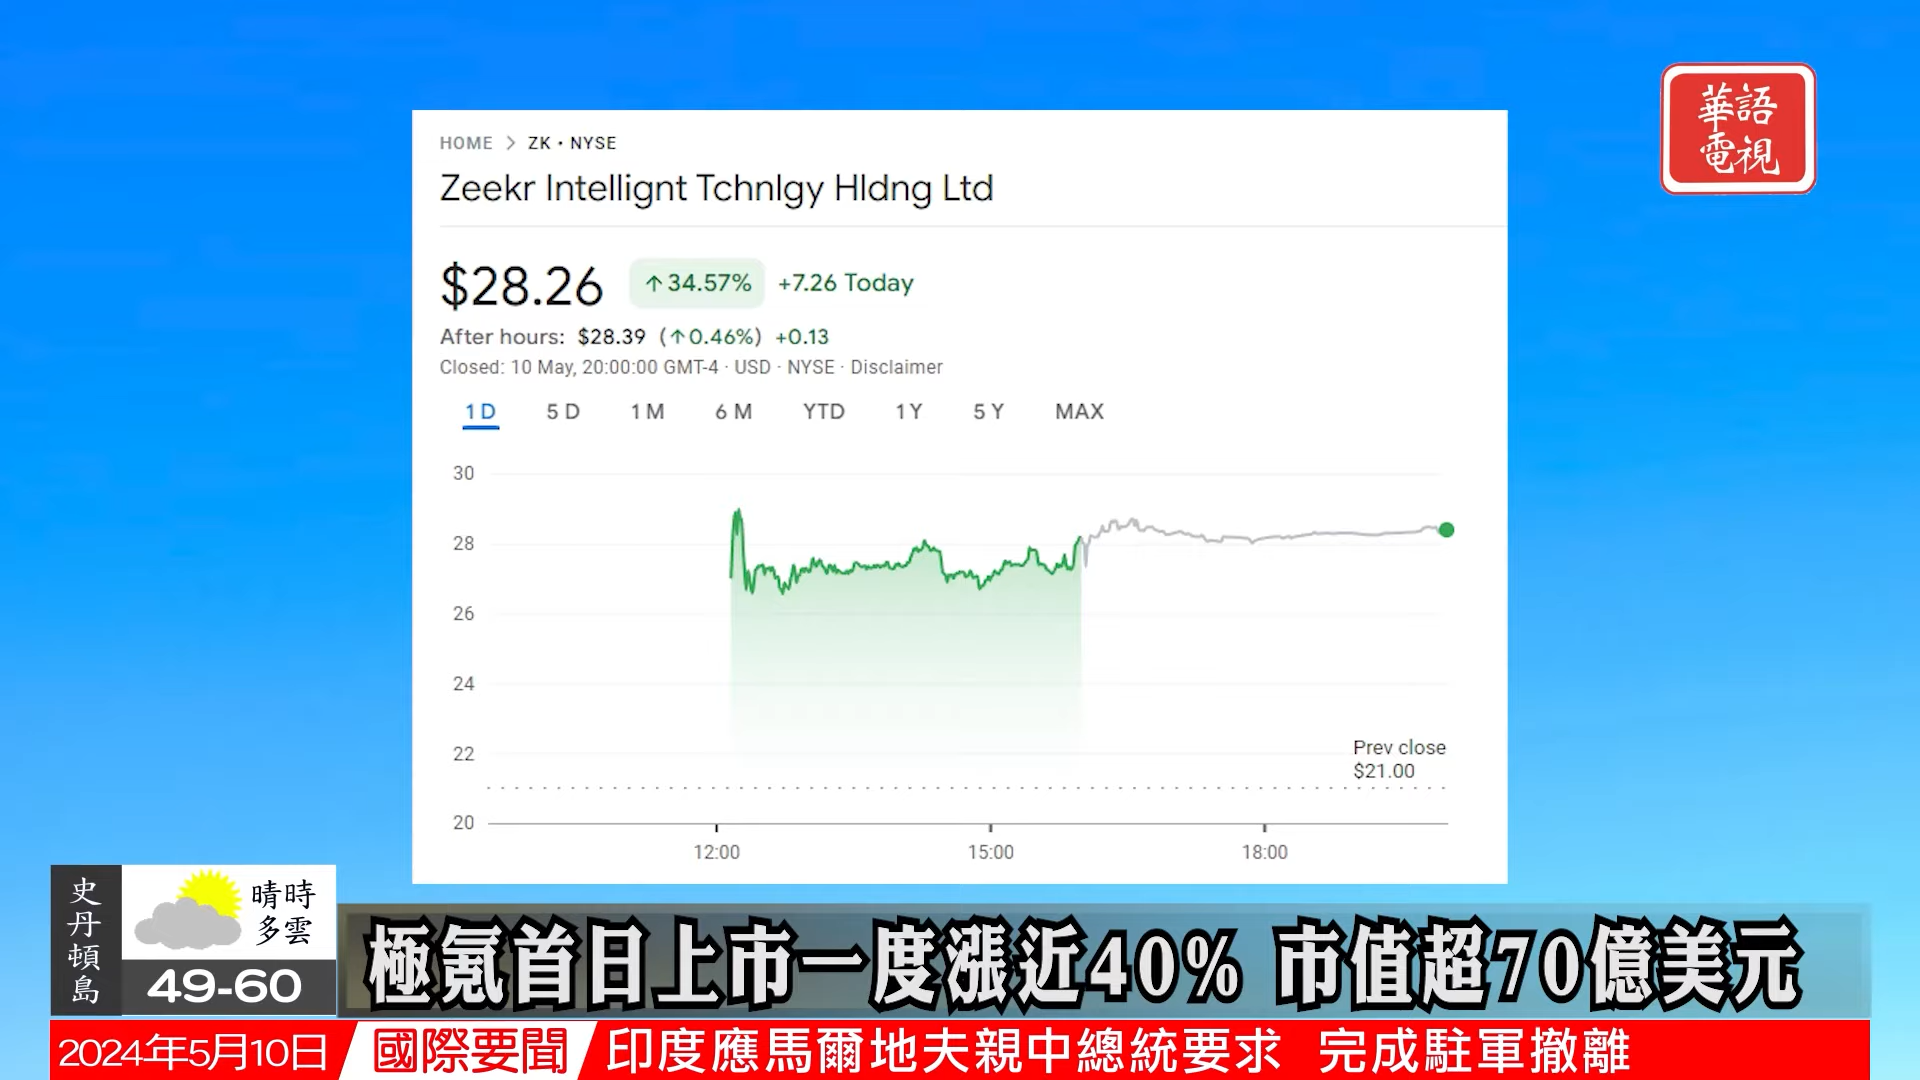 華語
電視
HOME > ZK • NYSE
Zeekr Intellignt Tchnlgy Hldng Ltd
$28.26 ↑34.57% +7.26 Today
After hours: $28.39 (↑0.46%) +0.13
Closed: 10 May, 20:00:00 GMT-4 · USD · NYSE · Disclaimer
1D 5D 1M 6M YTD 1Y 5Y MAX
30
28
26
24
22
20
Prev close
$21.00
12:00 15:00 18:00
史丹頓島
晴時
多雲
49-60
極氪首日上市一度漲近40% 市值超70億美元
2024年5月10日 國際要聞 印度應馬爾地夫親中總統要求 完成駐軍撤離